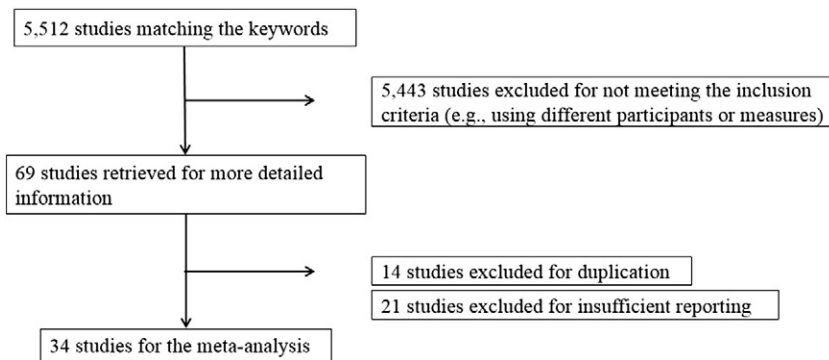 5,512 studies matching the keywords
5,443 studies excluded for not meeting the inclusion
criteria (e.g., using different participants or measures)
69 studies retrieved for more detailed
information
14 studies excluded for duplication
21 studies excluded for insufficient reporting
34 studies for the meta-analysis